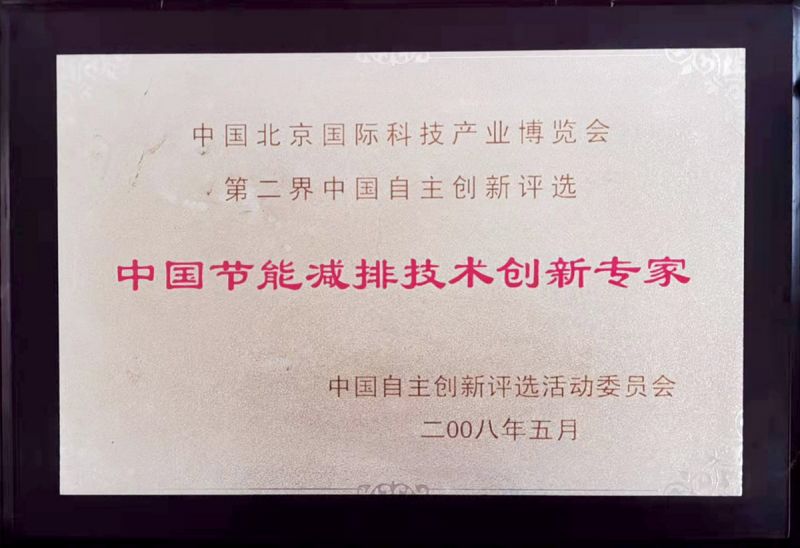 中国北京国际科技产业博览会
第二界中国自主创新评选
中国节能减排技术创新专家
中国自主创新评选活动委员会
二00八年五月